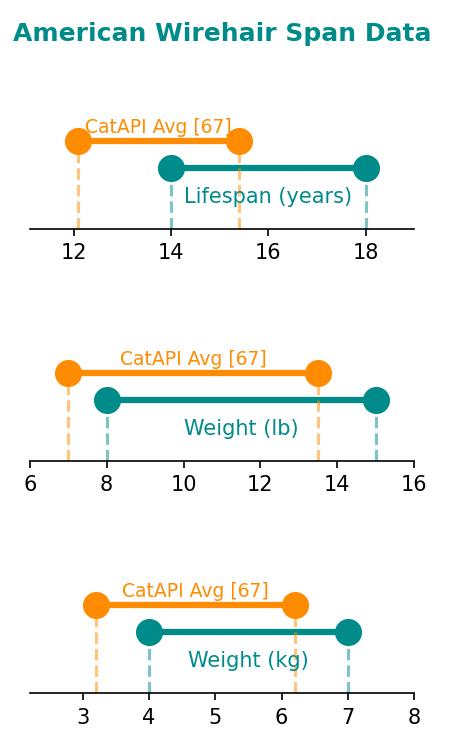 American Wirehair Span Data
CatAPI Avg [67]
Lifespan (years)
12 14 16 18
CatAPI Avg [67]
Weight (lb)
6 8 10 12 14 16
CatAPI Avg [67]
Weight (kg)
3 4 5 6 7 8